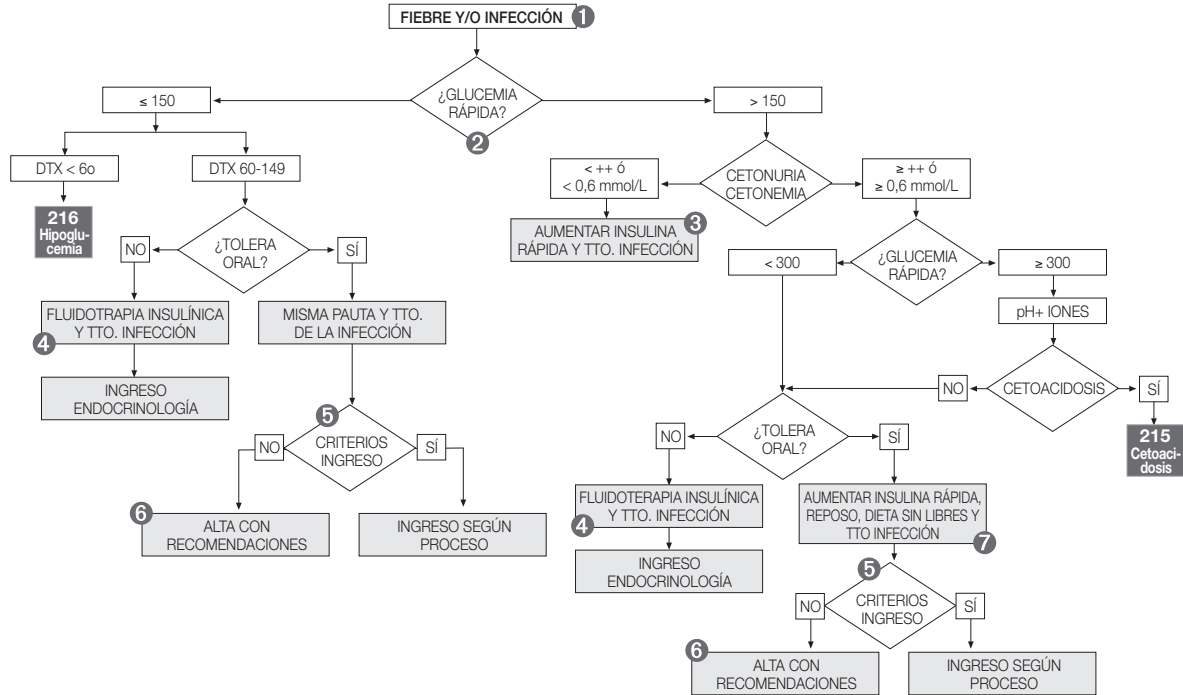 FIEBRE Y/O INFECCIÓN 1
¿GLUCEMIA
RÁPIDA?
2
≤ 150
> 150
DTX < 6o
DTX 60-149
216
Hipoglu-
cemia
¿TOLERA
ORAL?
NO
SÍ
FLUIDOTRAPIA INSULÍNICA
Y TTO. INFECCIÓN
4
INGRESO
ENDOCRINOLOGÍA
MISMA PAUTA Y TTO.
DE LA INFECCIÓN
5
CRITERIOS
INGRESO
NO
SÍ
6
ALTA CON
RECOMENDACIONES
INGRESO SEGÚN
PROCESO
CETONURIA
CETONEMIA
< ++ ó
< 0,6 mmol/L
≥ ++ ó
≥ 0,6 mmol/L
3
AUMENTAR INSULINA
RÁPIDA Y TTO. INFECCIÓN
¿GLUCEMIA
RÁPIDA?
< 300
≥ 300
pH+ IONES
CETOACIDOSIS
NO
SÍ
215
Cetoaci-
dosis
¿TOLERA
ORAL?
NO
SÍ
FLUIDOTERAPIA INSULÍNICA
Y TTO. INFECCIÓN
4
INGRESO
ENDOCRINOLOGÍA
AUMENTAR INSULINA RÁPIDA,
REPOSO, DIETA SIN LIBRES Y
TTO INFECCIÓN
7
5
CRITERIOS
INGRESO
NO
SÍ
6
ALTA CON
RECOMENDACIONES
INGRESO SEGÚN
PROCESO